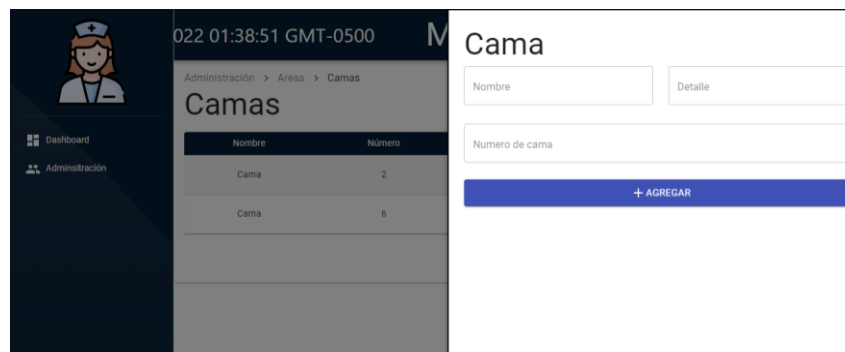 022 01:38:51 GMT-0500 M
Administración > Areas > Camas
Camas
Nombre Número
Cama 2
Cama 6
Dashboard
Adminsitración
Cama
Nombre Detalle
Numero de cama
+ AGREGAR